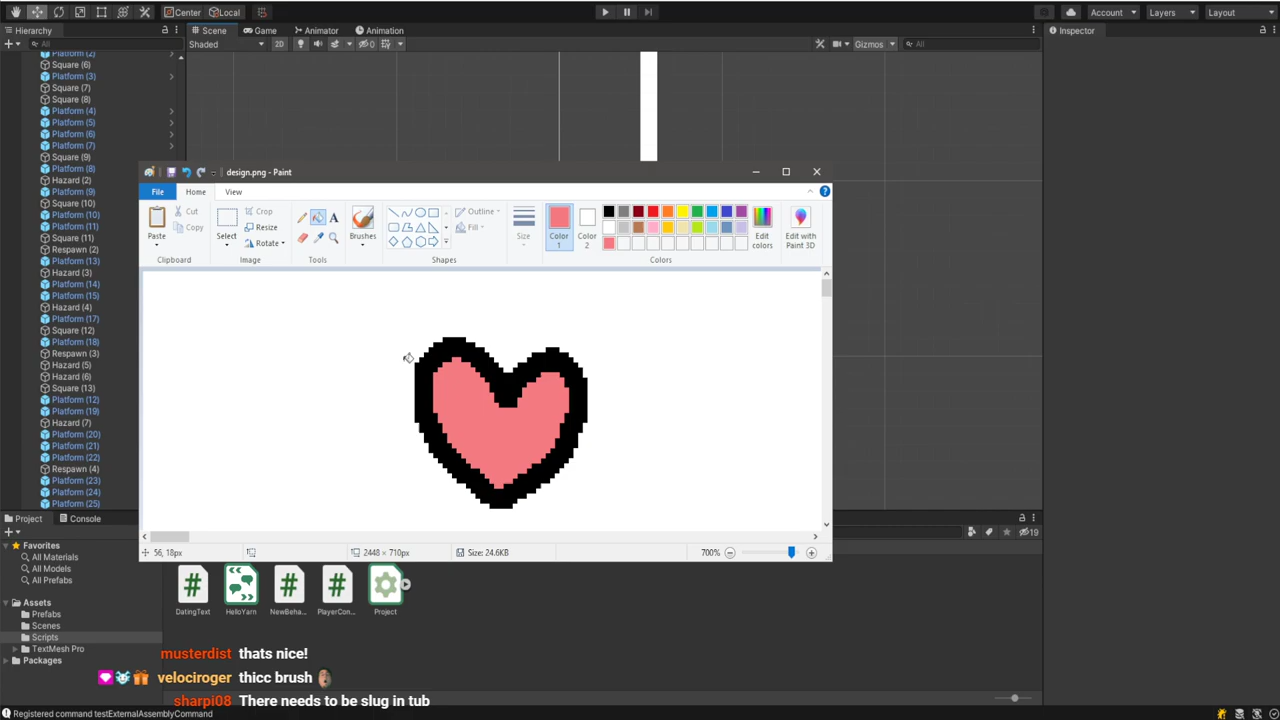 Center Local
Account Layers Layout
Hierarchy Scene Game Animator Animation Inspector
All Shaded 2D 0 Gizmos All
Platform (2)
Square (6)
Platform (3)
Square (7)
Square (8)
Platform (4)
Platform (5)
Platform (6)
Platform (7)
Square (9)
Platform (8)
Hazard (2)
Platform (9)
Square (10)
Platform (10)
Platform (11)
Square (11)
Respawn (2)
Platform (13)
Hazard (3)
Platform (14)
Platform (15)
Hazard (4)
Platform (17)
Square (12)
Platform (18)
Respawn (3)
Hazard (5)
Hazard (6)
Square (13)
Platform (12)
Platform (19)
Hazard (7)
Platform (20)
Platform (21)
Platform (22)
Respawn (4)
Platform (23)
Platform (24)
Platform (25)
design.png - Paint
File Home View
Paste
Cut
Copy
Clipboard
Select
Crop
Resize
Rotate
Image
A
Tools
Brushes
Outline
Fill
Shapes
Size
Color 1
Color 2
Edit colors
Colors
Edit with Paint 3D
56, 18px 2448 × 710px Size: 24.6KB 700%
Project Console
19
Favorites
All Materials
All Models
All Prefabs
Assets
Prefabs
Scenes
Scripts
TextMesh Pro
Packages
DatingText HelloYarn NewBeha... PlayerCon... Project
musterdist thats nice!
velociroger thicc brush
sharpi08 There needs to be slug in tub
Registered command testExternalAssemblyCommand